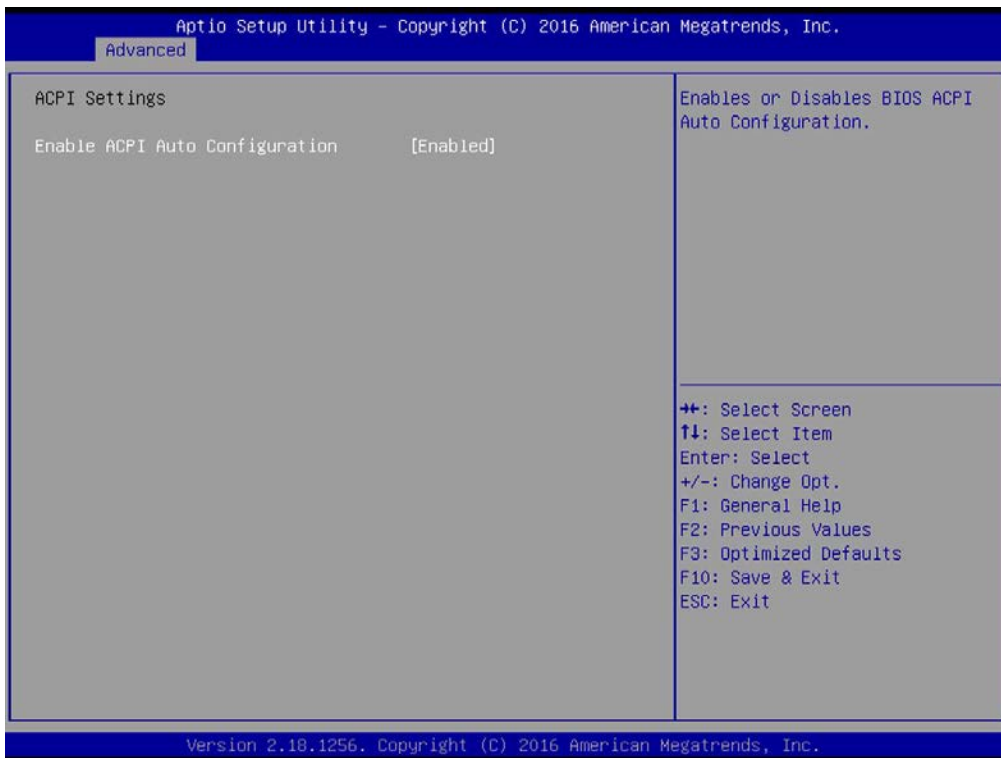 Aptio Setup Utility – Copyright (C) 2016 American Megatrends, Inc.
Advanced
ACPI Settings
Enable ACPI Auto Configuration [Enabled]
Enables or Disables BIOS ACPI
Auto Configuration.
→←: Select Screen
↑↓: Select Item
Enter: Select
+/-: Change Opt.
F1: General Help
F2: Previous Values
F3: Optimized Defaults
F10: Save & Exit
ESC: Exit
Version 2.18.1256. Copyright (C) 2016 American Megatrends, Inc.